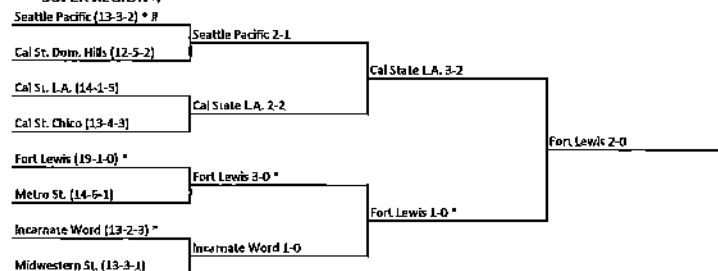 Seattle Pacific (13-3-2) * #
Seattle Pacific 2-1
Cal St. Dom. Hills (12-5-2)
Cal State L.A. 3-2
Cal St. L.A. (14-1-5)
Cal State L.A. 2-2
Cal St. Chico (13-4-3)
Fort Lewis 2-0
Fort Lewis (19-1-0) *
Fort Lewis 3-0 *
Metro St. (14-6-1)
Fort Lewis 1-0 *
Incarnate Word (13-2-3) *
Incarnate Word 1-0
Midwestern St. (13-3-1)